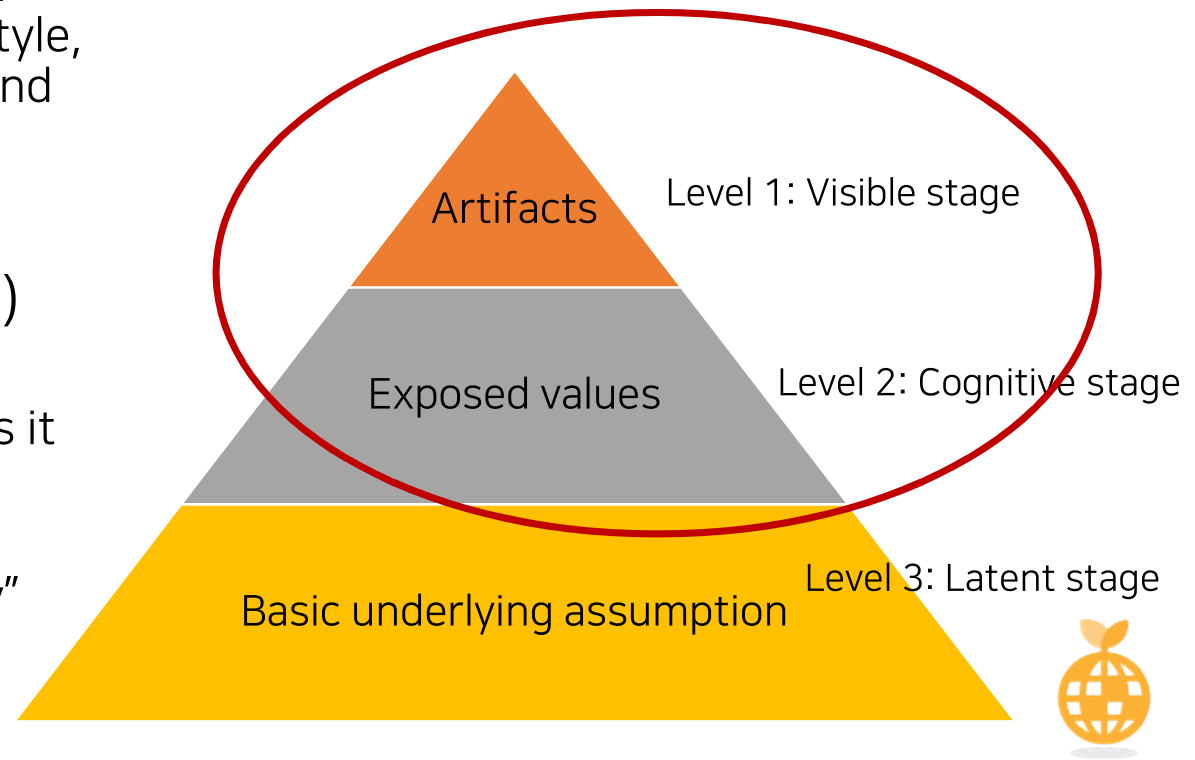 tyle,
nd
Artifacts
Level 1: Visible stage
)
Exposed values
Level 2: Cognitive stage
s it
Level 3: Latent stage
”
Basic underlying assumption